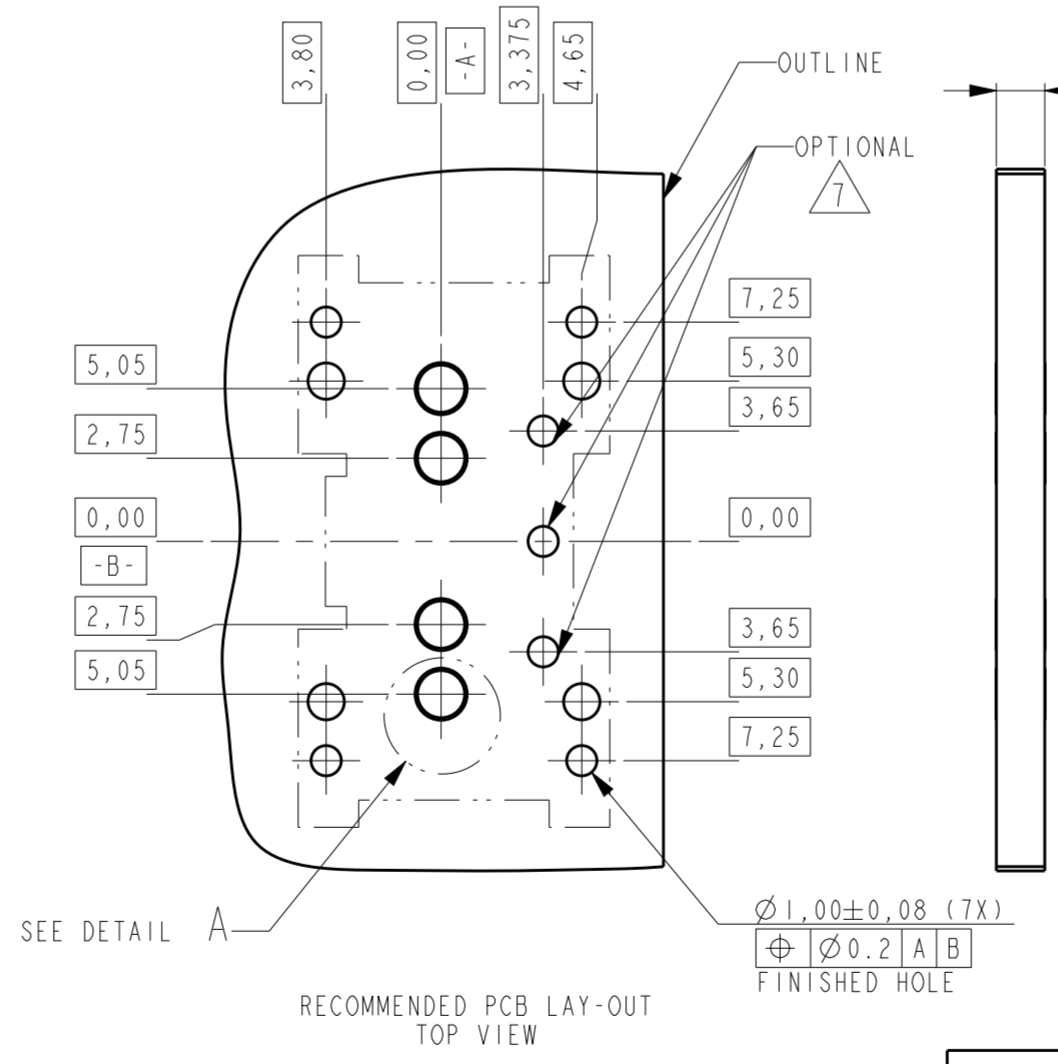 3,80
0,00
-A-
3,375
4,65
OUTLINE
OPTIONAL
7
7,25
5,30
3,65
0,00
3,65
5,30
7,25
5,05
2,75
0,00
-B-
2,75
5,05
SEE DETAIL A
Ø1,00±0,08 (7X)
⌖ Ø0.2 A B
FINISHED HOLE
RECOMMENDED PCB LAY-OUT
TOP VIEW